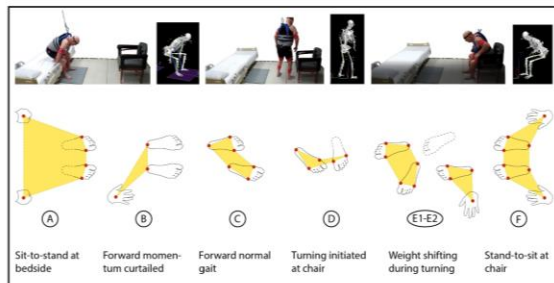 A
B
C
D
E1-E2
F
Sit-to-stand at
bedside
Forward momen-
tum curtailed
Forward normal
gait
Turning initiated
at chair
Weight shifting
during turning
Stand-to-sit at
chair